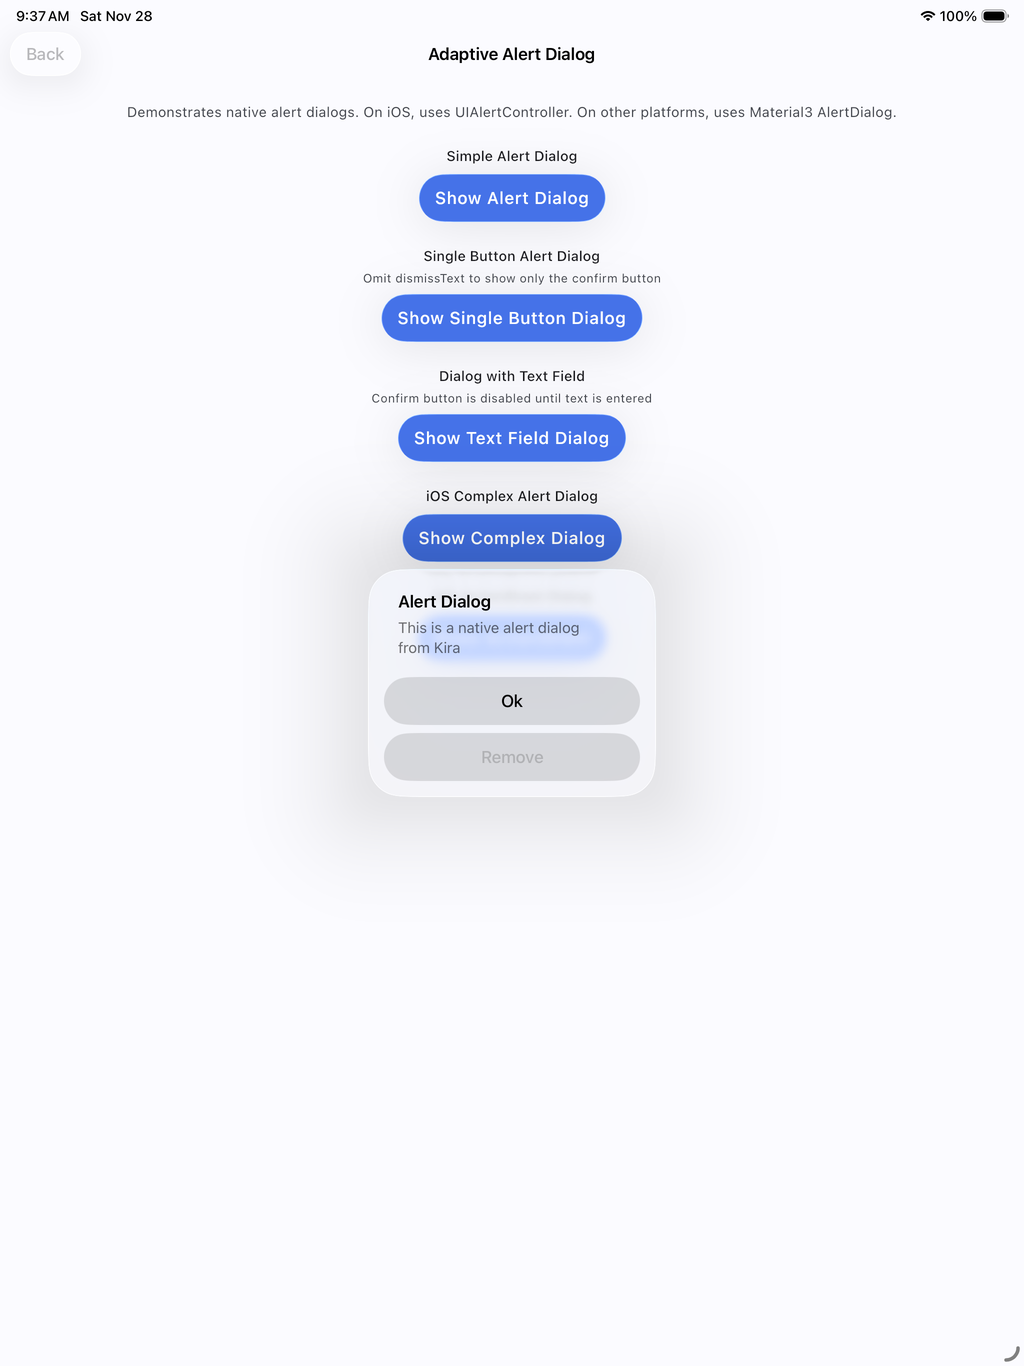 9:37 AM Sat Nov 28
100%
Back
Adaptive Alert Dialog
Demonstrates native alert dialogs. On iOS, uses UIAlertController. On other platforms, uses Material3 AlertDialog.
Simple Alert Dialog
Show Alert Dialog
Single Button Alert Dialog
Omit dismissText to show only the confirm button
Show Single Button Dialog
Dialog with Text Field
Confirm button is disabled until text is entered
Show Text Field Dialog
iOS Complex Alert Dialog
Show Complex Dialog
Alert Dialog
This is a native alert dialog
from Kira
Ok
Remove